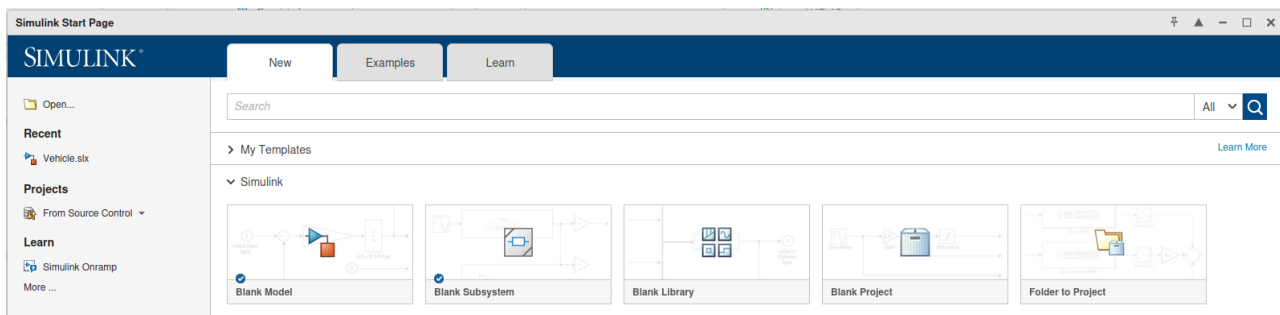 Simulink Start Page
SIMULINK®
New
Examples
Learn
Open...
Recent
Vehicle.slx
Projects
From Source Control
Learn
Simulink Onramp
More ...
Search
All
My Templates
Learn More
Simulink
Blank Model
Blank Subsystem
Blank Library
Blank Project
Folder to Project